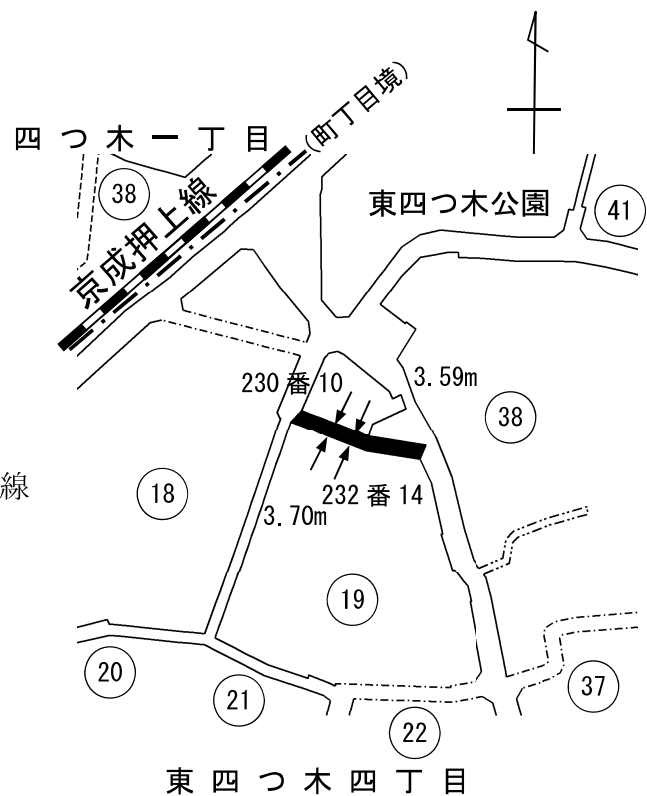 四つ木一丁目
(町丁目境)
38
京成押上線
東四つ木公園
41
230番10
3.59m
38
線
18
3.70m
232番14
19
20
21
37
22
東四つ木四丁目